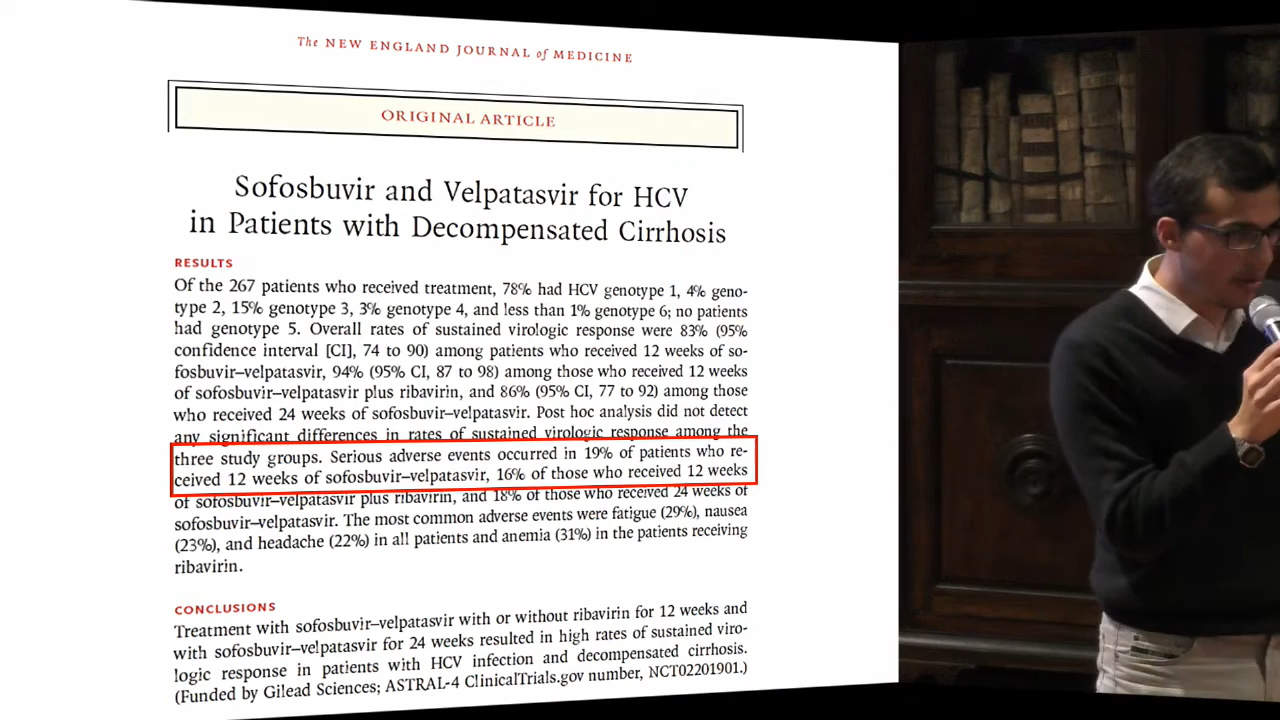 The NEW ENGLAND JOURNAL of MEDICINE
ORIGINAL ARTICLE
Sofosbuvir and Velpatasvir for HCV
in Patients with Decompensated Cirrhosis
RESULTS
Of the 267 patients who received treatment, 78% had HCV genotype 1, 4% geno-
type 2, 15% genotype 3, 3% genotype 4, and less than 1% genotype 6; no patients
had genotype 5. Overall rates of sustained virologic response were 83% (95%
confidence interval [CI], 74 to 90) among patients who received 12 weeks of so-
fosbuvir–velpatasvir, 94% (95% CI, 87 to 98) among those who received 12 weeks
of sofosbuvir–velpatasvir plus ribavirin, and 86% (95% CI, 77 to 92) among those
who received 24 weeks of sofosbuvir–velpatasvir. Post hoc analysis did not detect
any significant differences in rates of sustained virologic response among the
three study groups. Serious adverse events occurred in 19% of patients who re-
ceived 12 weeks of sofosbuvir–velpatasvir, 16% of those who received 12 weeks
of sofosbuvir–velpatasvir plus ribavirin, and 18% of those who received 24 weeks of
sofosbuvir–velpatasvir. The most common adverse events were fatigue (29%), nausea
(23%), and headache (22%) in all patients and anemia (31%) in the patients receiving
ribavirin.
CONCLUSIONS
Treatment with sofosbuvir–velpatasvir with or without ribavirin for 12 weeks and
with sofosbuvir–velpatasvir for 24 weeks resulted in high rates of sustained viro-
logic response in patients with HCV infection and decompensated cirrhosis.
(Funded by Gilead Sciences; ASTRAL-4 ClinicalTrials.gov number, NCT02201901.)